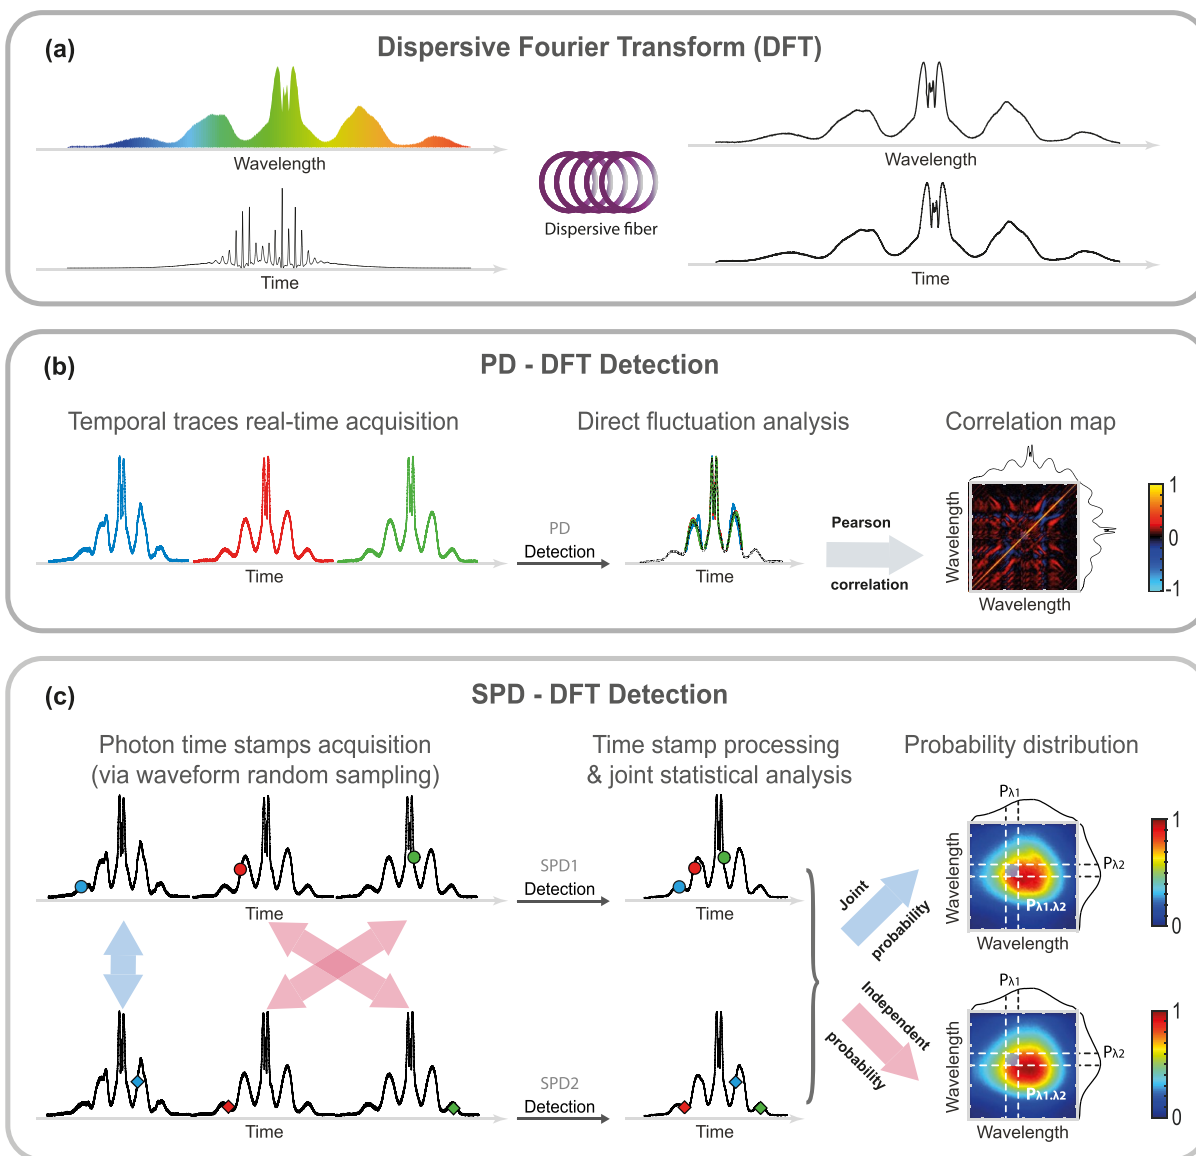 (a)
Dispersive Fourier Transform (DFT)
Wavelength
Time
Dispersive fiber
Wavelength
Time
(b)
PD - DFT Detection
Temporal traces real-time acquisition
Time
PD
Detection
Direct fluctuation analysis
Time
Pearson
correlation
Correlation map
Wavelength
Wavelength
1
0
-1
(c)
SPD - DFT Detection
Photon time stamps acquisition
(via waveform random sampling)
Time
SPD1
Detection
Time stamp processing
& joint statistical analysis
Time
Joint
probability
Probability distribution
Pλ1
Wavelength
Pλ2
Pλ1.λ2
Wavelength
1
0
Time
SPD2
Detection
Time
Independent
probability
Pλ1
Wavelength
Pλ2
Pλ1.λ2
Wavelength
1
0